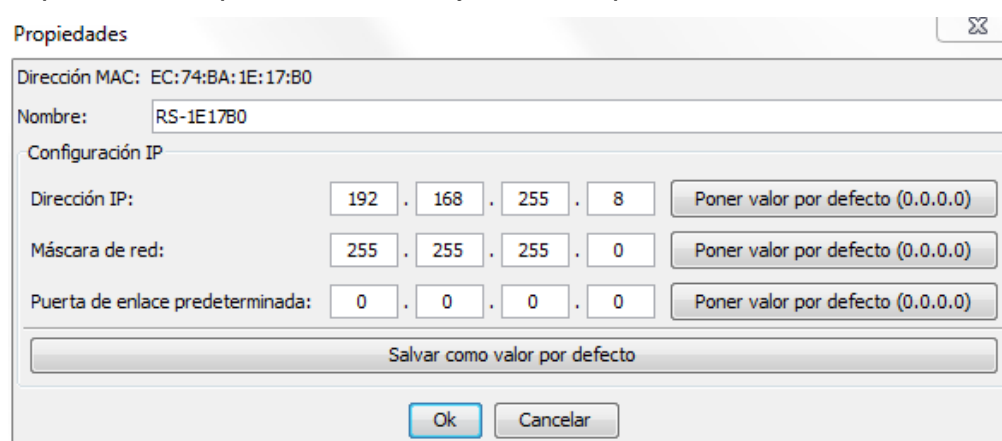 Propiedades
Dirección MAC: EC:74:BA:1E:17:B0
Nombre: RS-1E17B0
Configuración IP
Dirección IP: 192 . 168 . 255 . 8 Poner valor por defecto (0.0.0.0)
Máscara de red: 255 . 255 . 255 . 0 Poner valor por defecto (0.0.0.0)
Puerta de enlace predeterminada: 0 . 0 . 0 . 0 Poner valor por defecto (0.0.0.0)
Salvar como valor por defecto
Ok Cancelar